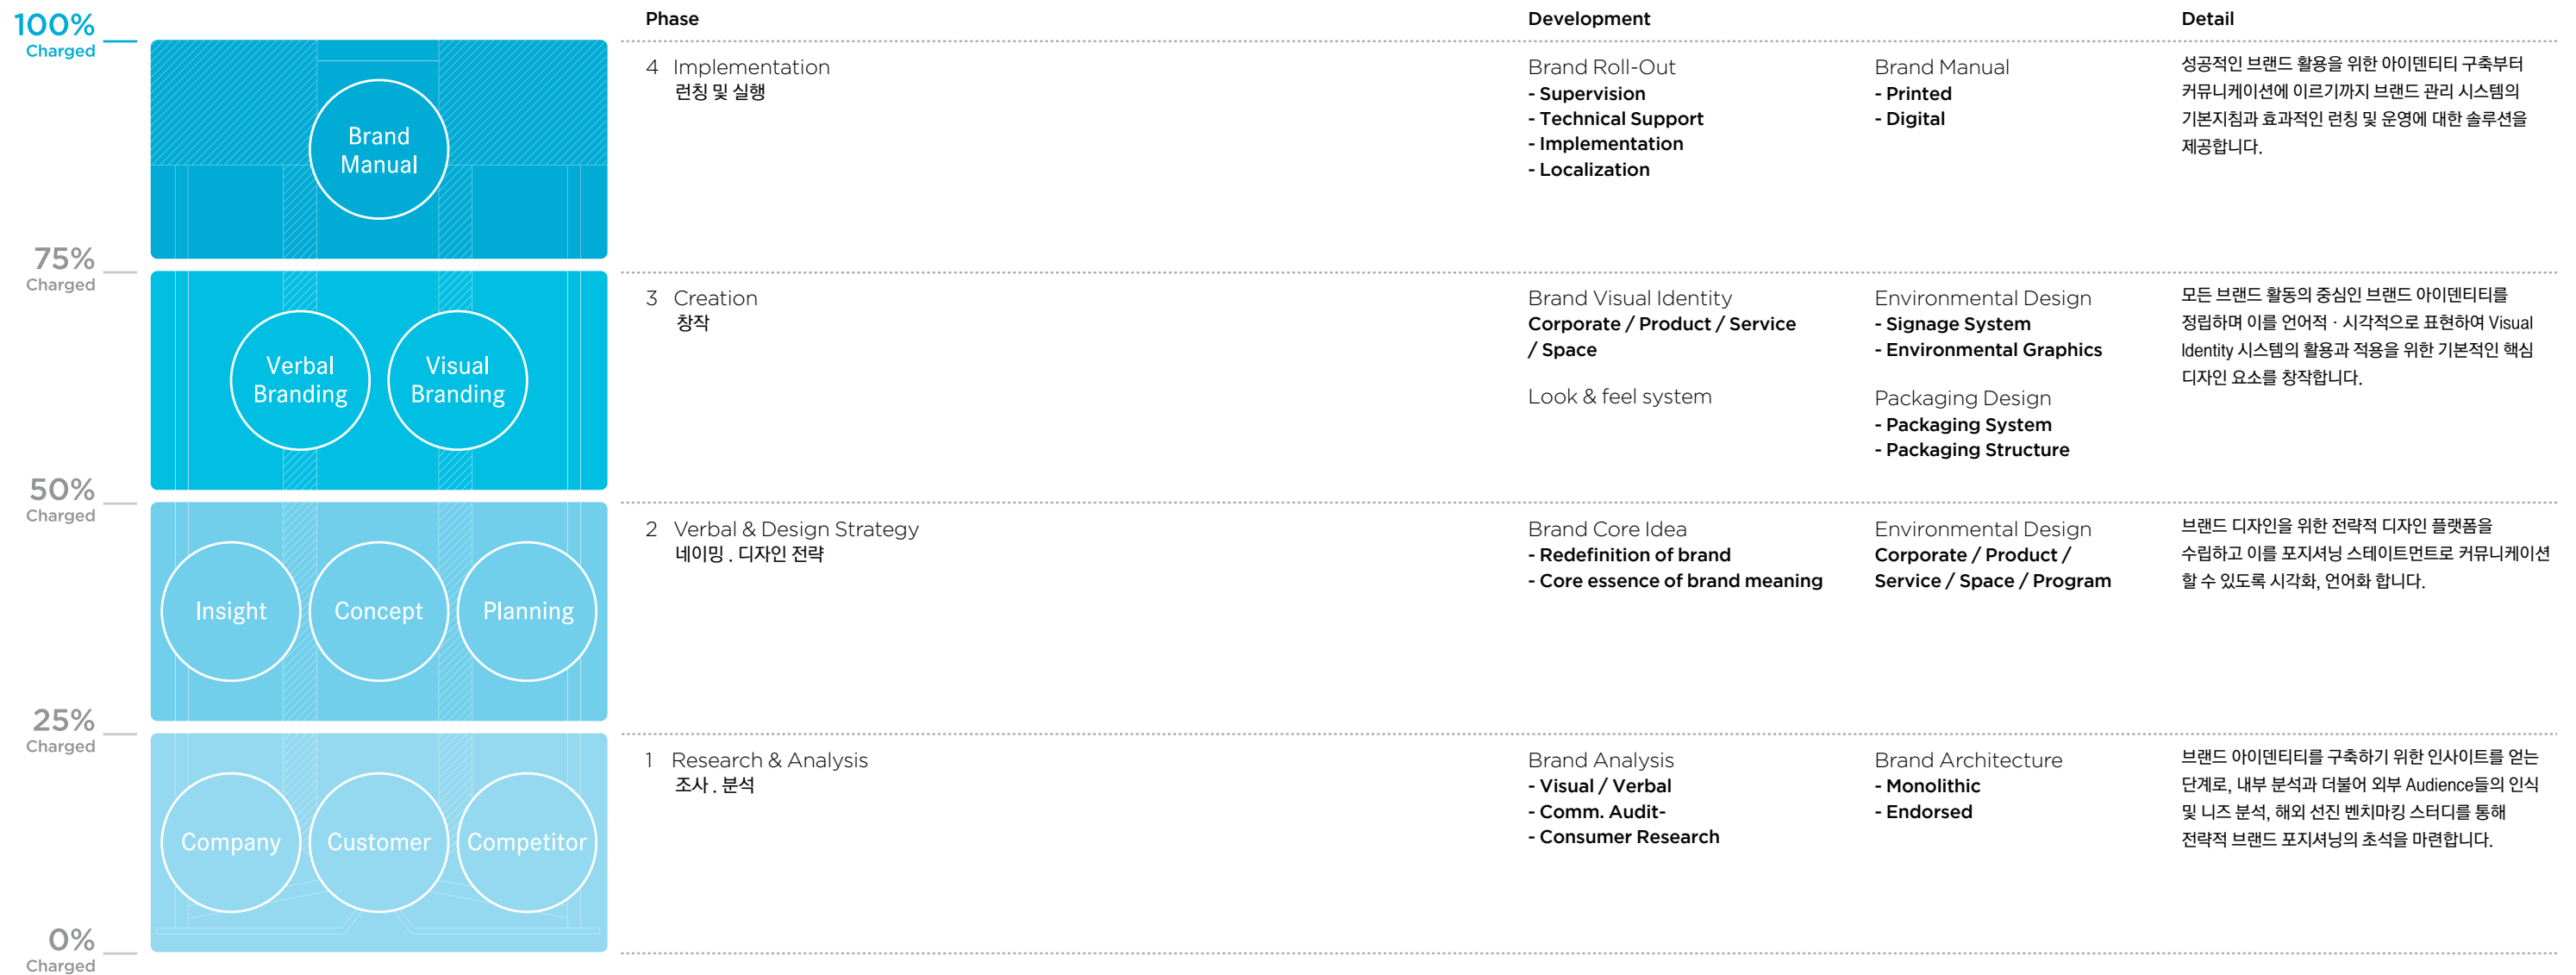 Phase
Development
Detail
100%
Charged
Brand
Manual
4 Implementation
런칭 및 실행
Brand Roll-Out
- Supervision
- Technical Support
- Implementation
- Localization
Brand Manual
- Printed
- Digital
성공적인 브랜드 활용을 위한 아이덴티티 구축부터
커뮤니케이션에 이르기까지 브랜드 관리 시스템의
기본지침과 효과적인 런칭 및 운영에 대한 솔루션을
제공합니다.
75%
Charged
Verbal
Branding
Visual
Branding
3 Creation
창작
Brand Visual Identity
Corporate / Product / Service
/ Space
Look & feel system
Environmental Design
- Signage System
- Environmental Graphics
Packaging Design
- Packaging System
- Packaging Structure
모든 브랜드 활동의 중심인 브랜드 아이덴티티를
정립하며 이를 언어적 · 시각적으로 표현하여 Visual
Identity 시스템의 활용과 적용을 위한 기본적인 핵심
디자인 요소를 창작합니다.
50%
Charged
Insight
Concept
Planning
2 Verbal & Design Strategy
네이밍 . 디자인 전략
Brand Core Idea
- Redefinition of brand
- Core essence of brand meaning
Environmental Design
Corporate / Product /
Service / Space / Program
브랜드 디자인을 위한 전략적 디자인 플랫폼을
수립하고 이를 포지셔닝 스테이트먼트로 커뮤니케이션
할 수 있도록 시각화, 언어화 합니다.
25%
Charged
Company
Customer
Competitor
1 Research & Analysis
조사 . 분석
Brand Analysis
- Visual / Verbal
- Comm. Audit-
- Consumer Research
Brand Architecture
- Monolithic
- Endorsed
브랜드 아이덴티티를 구축하기 위한 인사이트를 얻는
단계로, 내부 분석과 더불어 외부 Audience들의 인식
및 니즈 분석, 해외 선진 벤치마킹 스터디를 통해
전략적 브랜드 포지셔닝의 초석을 마련합니다.
0%
Charged